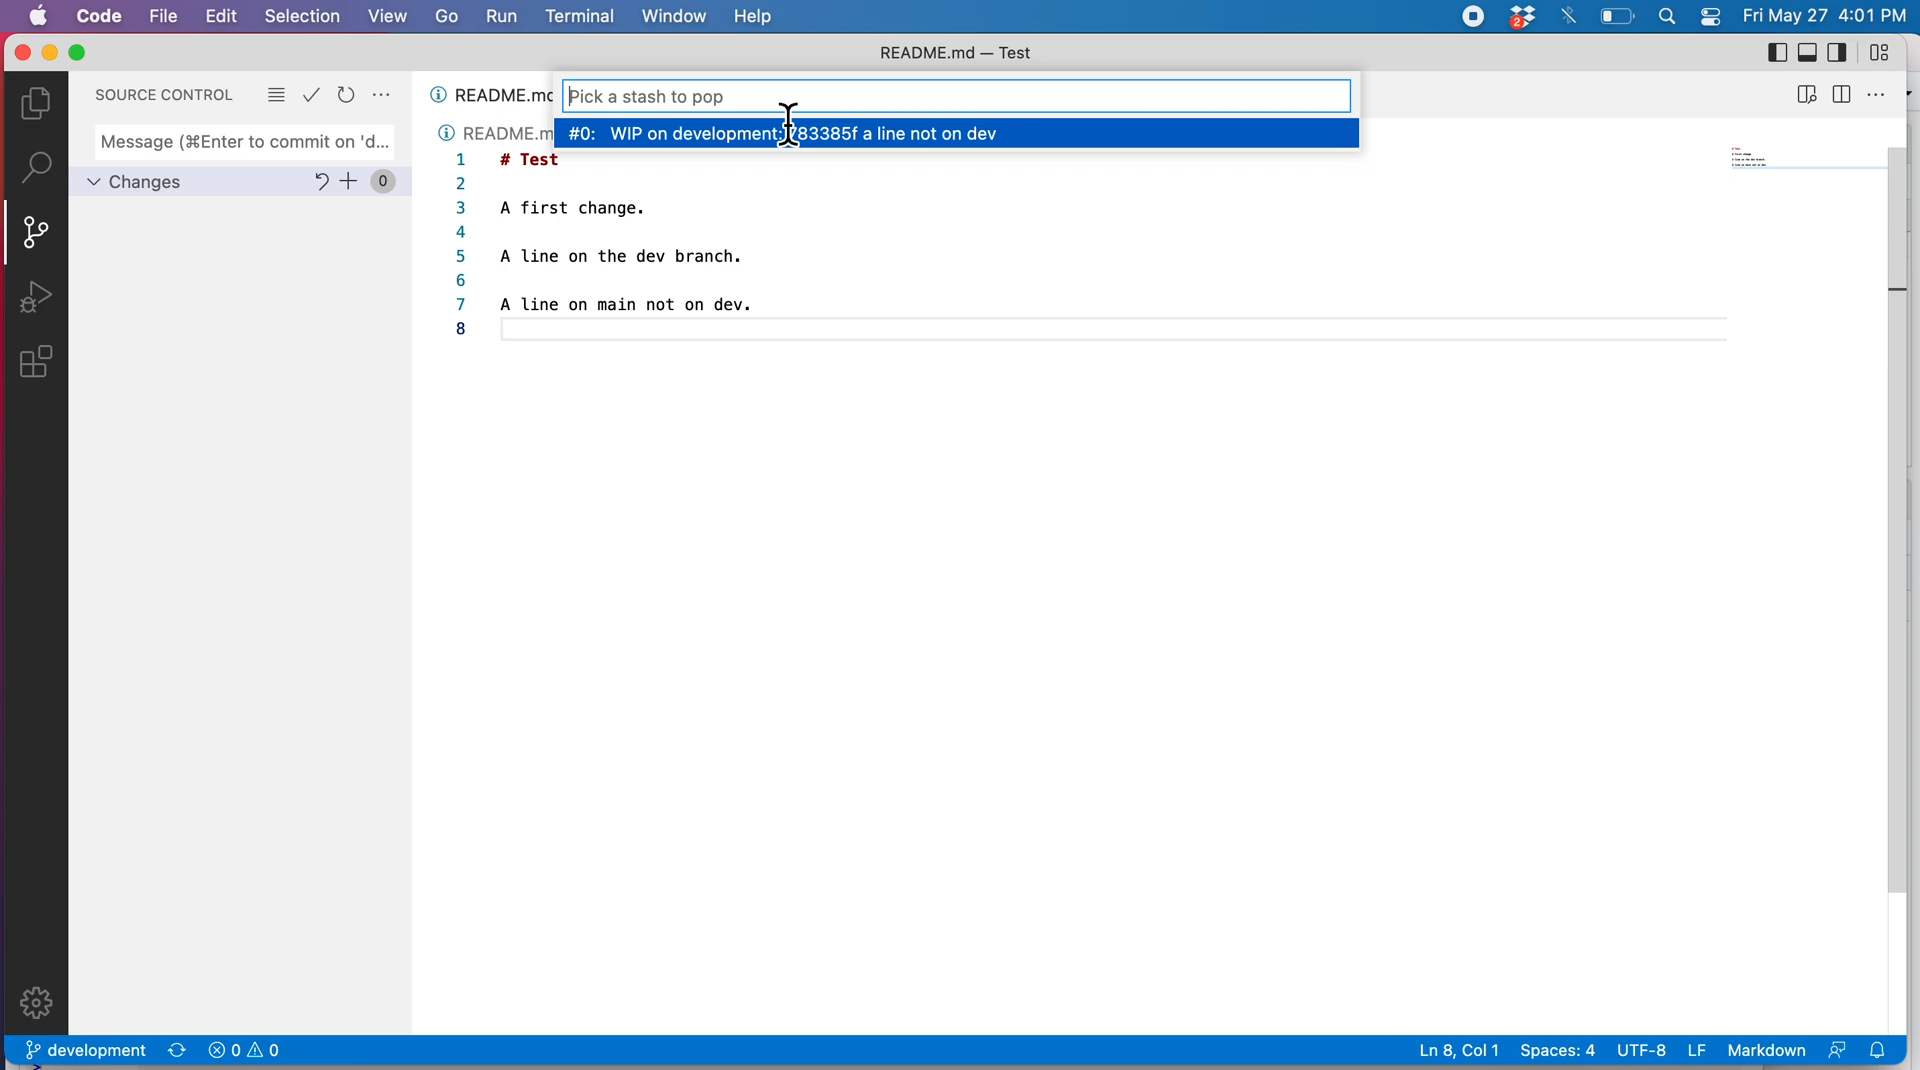 Code File Edit Selection View Go Run Terminal Window Help 2 Fri May 27 4:01 PM
README.md — Test
SOURCE CONTROL
README.md
Pick a stash to pop
Message (⌘Enter to commit on 'd...
README.m
#0: WIP on development: a line not on dev
Changes 0
1 # Test
2
3 A first change.
4
5 A line on the dev branch.
6
7 A line on main not on dev.
8
development 0 0 Ln 8, Col 1 Spaces: 4 UTF-8 LF Markdown